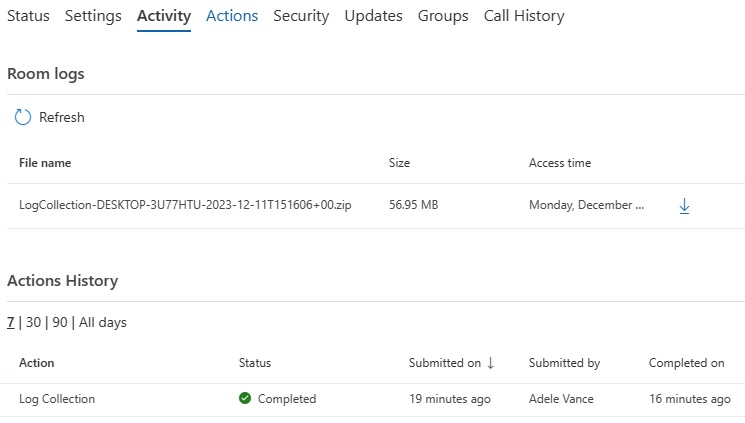 Status Settings Activity Actions Security Updates Groups Call History
Room logs
Refresh
File name Size Access time
LogCollection-DESKTOP-3U77HTU-2023-12-11T151606+00.zip 56.95 MB Monday, December ...
Actions History
7 | 30 | 90 | All days
Action Status Submitted on ↓ Submitted by Completed on
Log Collection Completed 19 minutes ago Adele Vance 16 minutes ago